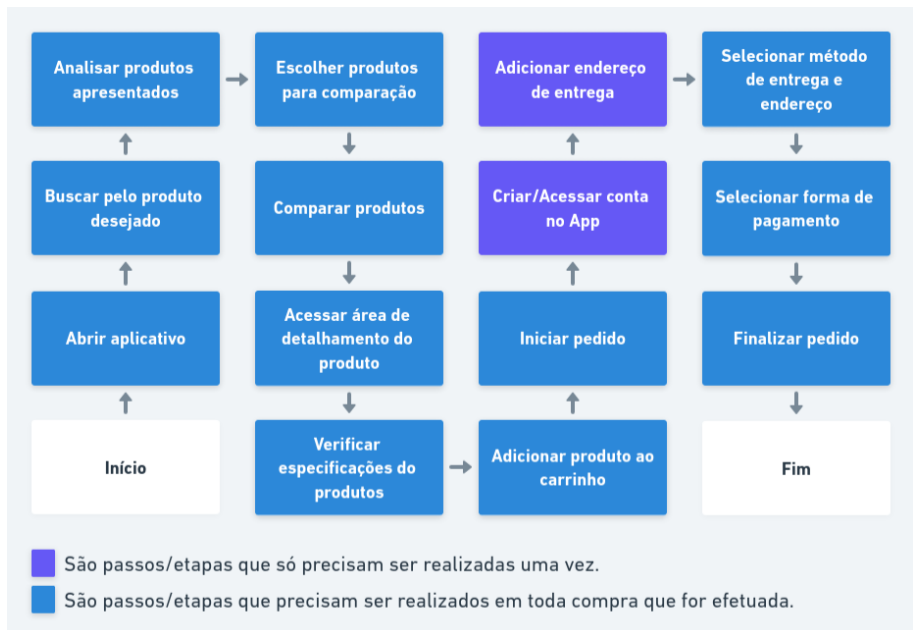 Analisar produtos
apresentados
Escolher produtos
para comparação
Adicionar endereço
de entrega
Selecionar método
de entrega e
endereço
Buscar pelo produto
desejado
Comparar produtos
Criar/Acessar conta
no App
Selecionar forma de
pagamento
Abrir aplicativo
Acessar área de
detalhamento do
produto
Iniciar pedido
Finalizar pedido
Início
Verificar
especificações do
produtos
Adicionar produto ao
carrinho
Fim
São passos/etapas que só precisam ser realizadas uma vez.
São passos/etapas que precisam ser realizados em toda compra que for efetuada.